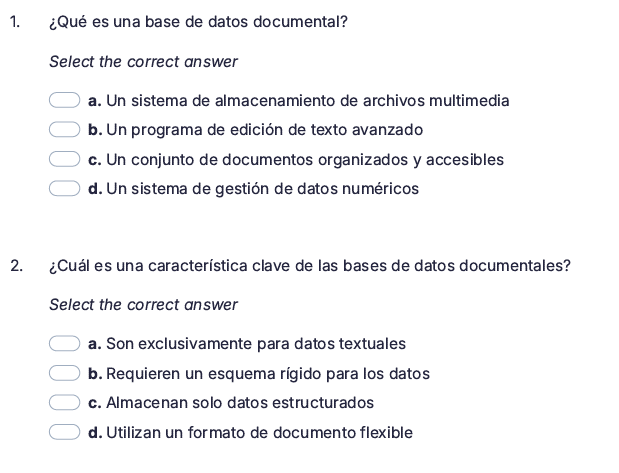 1. ¿Qué es una base de datos documental?
Select the correct answer
a. Un sistema de almacenamiento de archivos multimedia
b. Un programa de edición de texto avanzado
c. Un conjunto de documentos organizados y accesibles
d. Un sistema de gestión de datos numéricos
2. ¿Cuál es una característica clave de las bases de datos documentales?
Select the correct answer
a. Son exclusivamente para datos textuales
b. Requieren un esquema rígido para los datos
c. Almacenan solo datos estructurados
d. Utilizan un formato de documento flexible